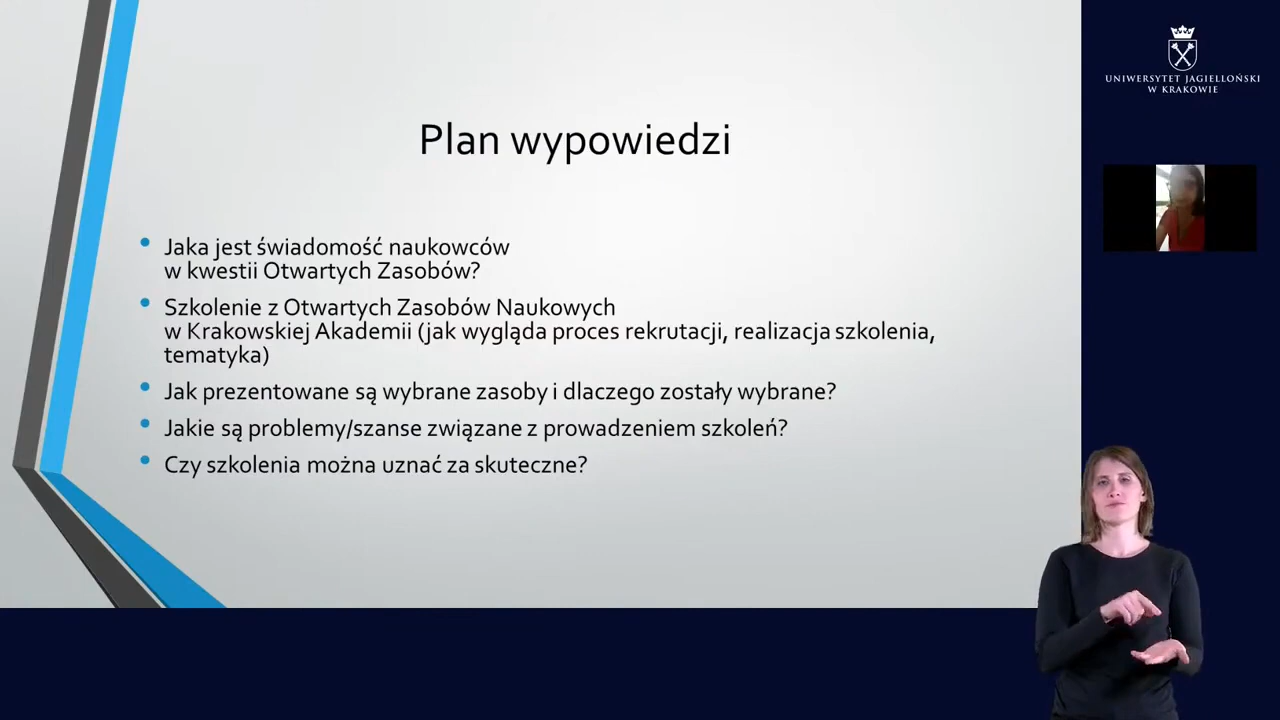 Plan wypowiedzi
Jaka jest świadomość naukowców
w kwestii Otwartych Zasobów?
Szkolenie z Otwartych Zasobów Naukowych
w Krakowskiej Akademii (jak wygląda proces rekrutacji, realizacja szkolenia,
tematyka)
Jak prezentowane są wybrane zasoby i dlaczego zostały wybrane?
Jakie są problemy/szanse związane z prowadzeniem szkoleń?
Czy szkolenia można uznać za skuteczne?
UNIWERSYTET JAGIELLOŃSKI
W KRAKOWIE